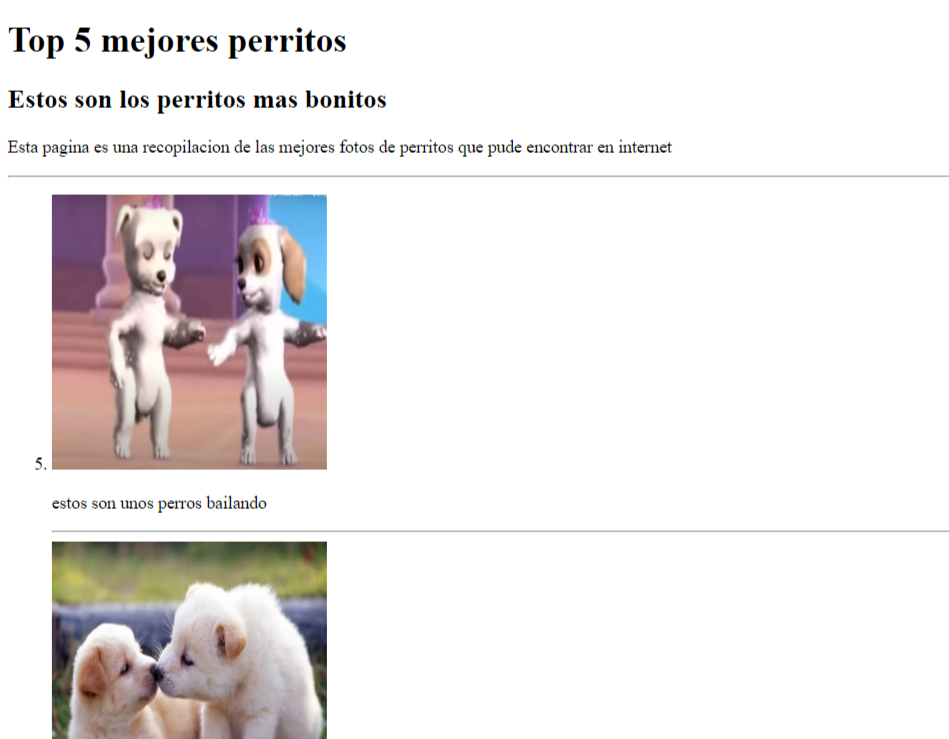 Top 5 mejores perritos
Estos son los perritos mas bonitos
Esta pagina es una recopilacion de las mejores fotos de perritos que pude encontrar en internet
5.
estos son unos perros bailando